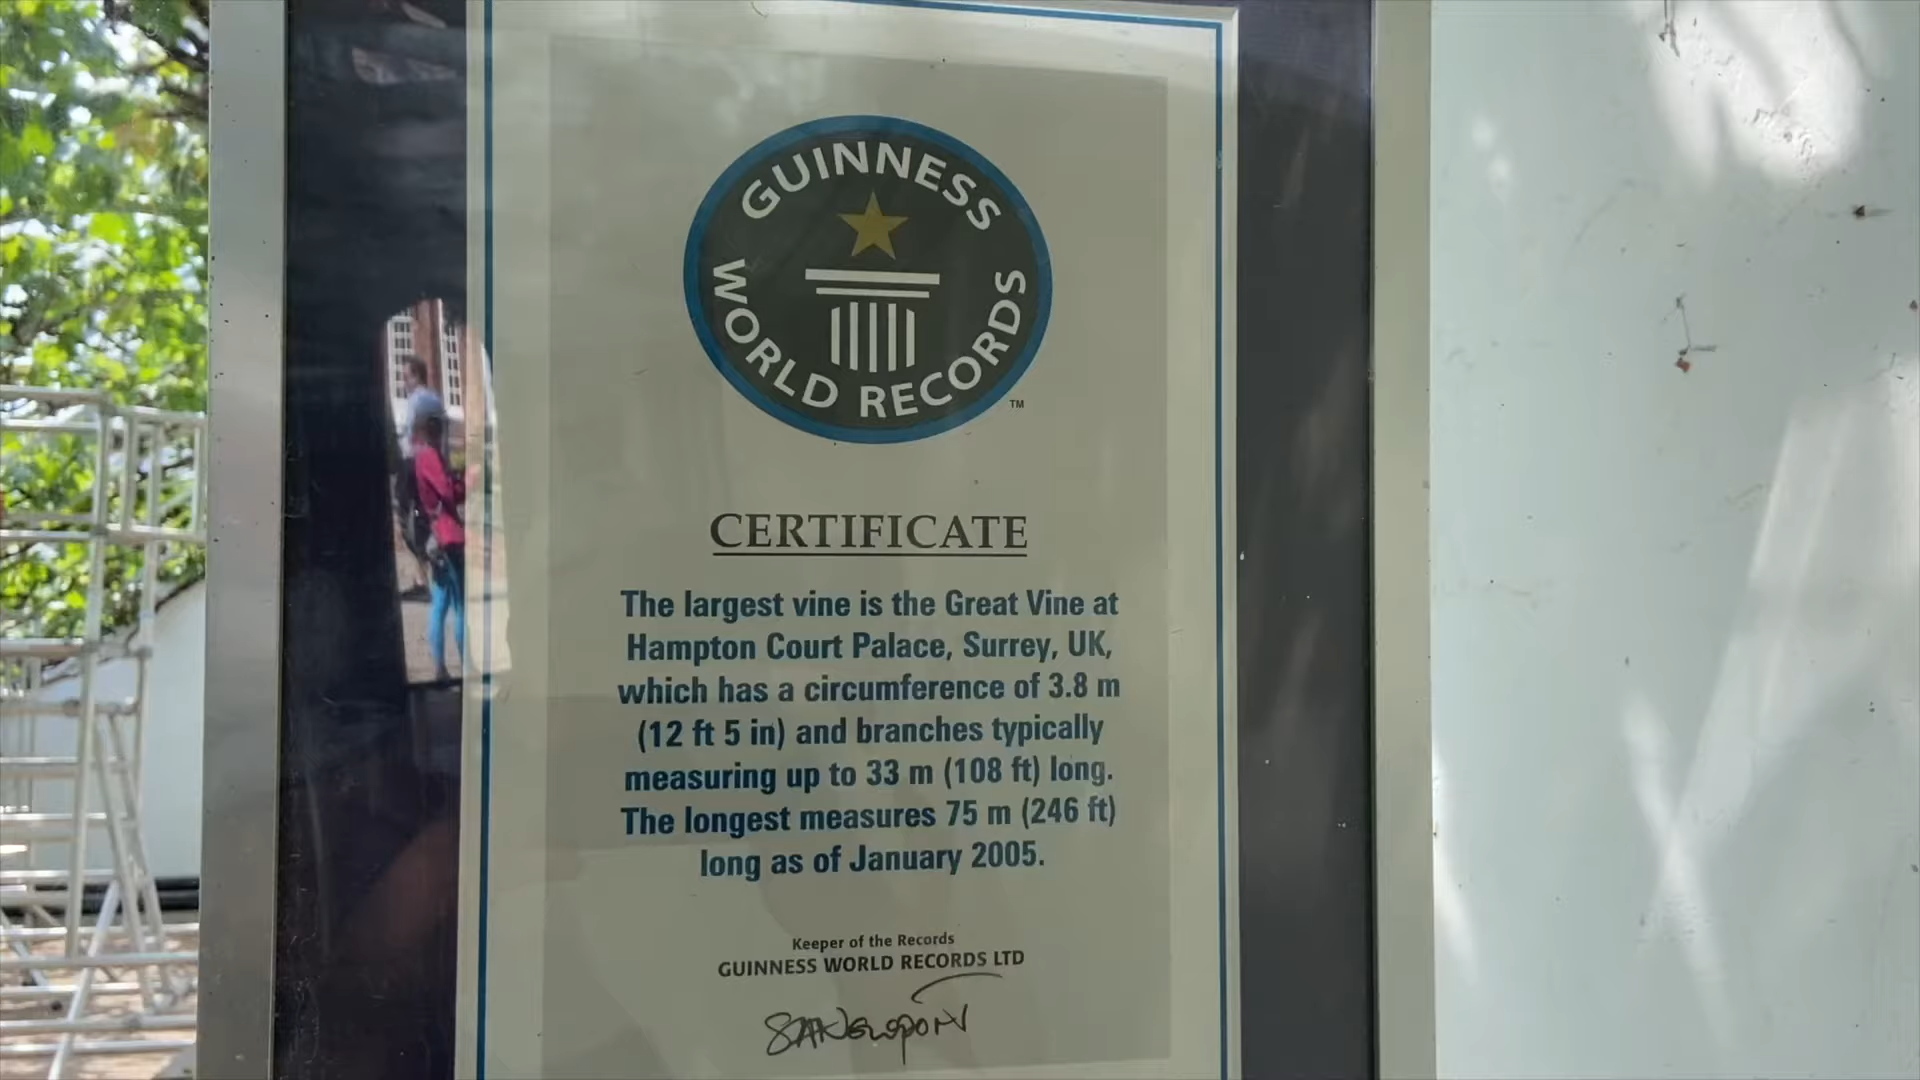 GUINNESS
WORLD RECORDS
TM
CERTIFICATE
The largest vine is the Great Vine at
Hampton Court Palace, Surrey, UK,
which has a circumference of 3.8 m
(12 ft 5 in) and branches typically
measuring up to 33 m (108 ft) long.
The longest measures 75 m (246 ft)
long as of January 2005.
Keeper of the Records
GUINNESS WORLD RECORDS LTD